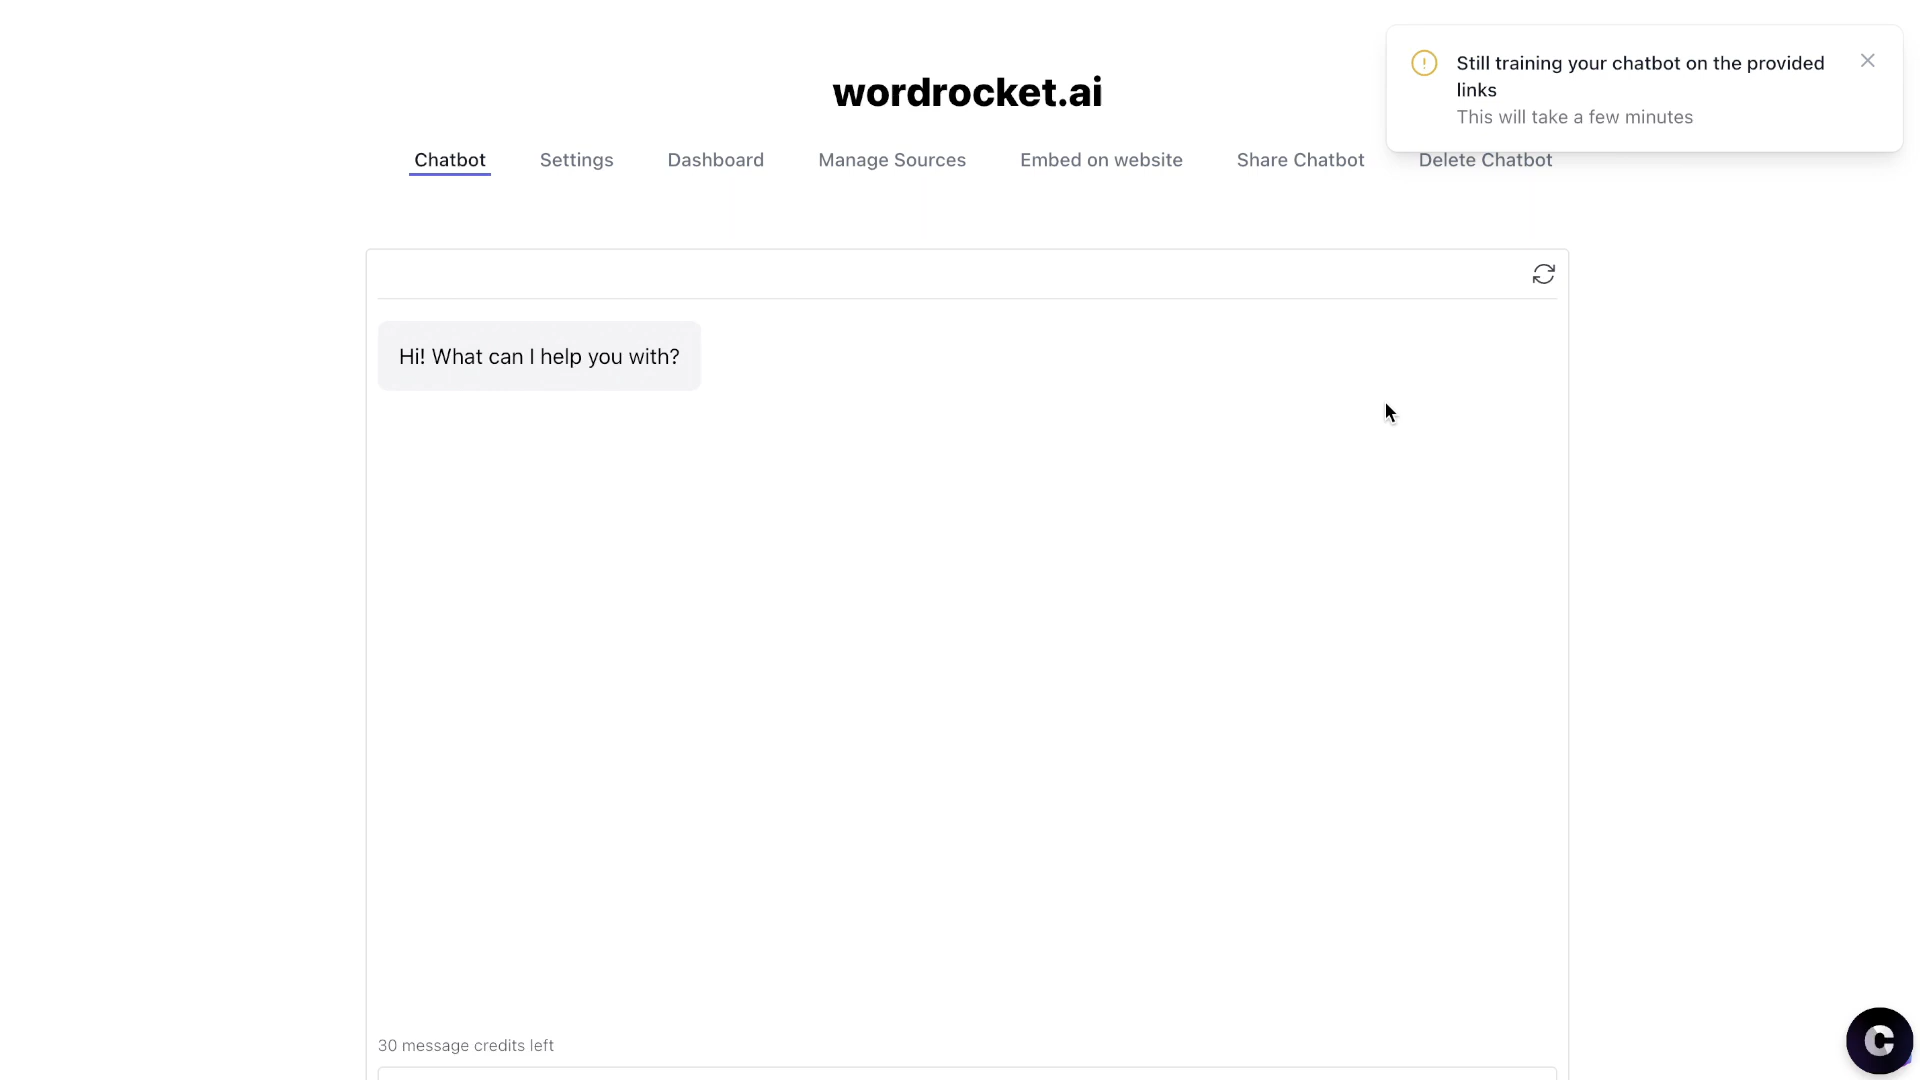 wordrocket.ai
Still training your chatbot on the provided
links
This will take a few minutes
Chatbot
Settings
Dashboard
Manage Sources
Embed on website
Share Chatbot
Delete Chatbot
Hi! What can I help you with?
30 message credits left
C